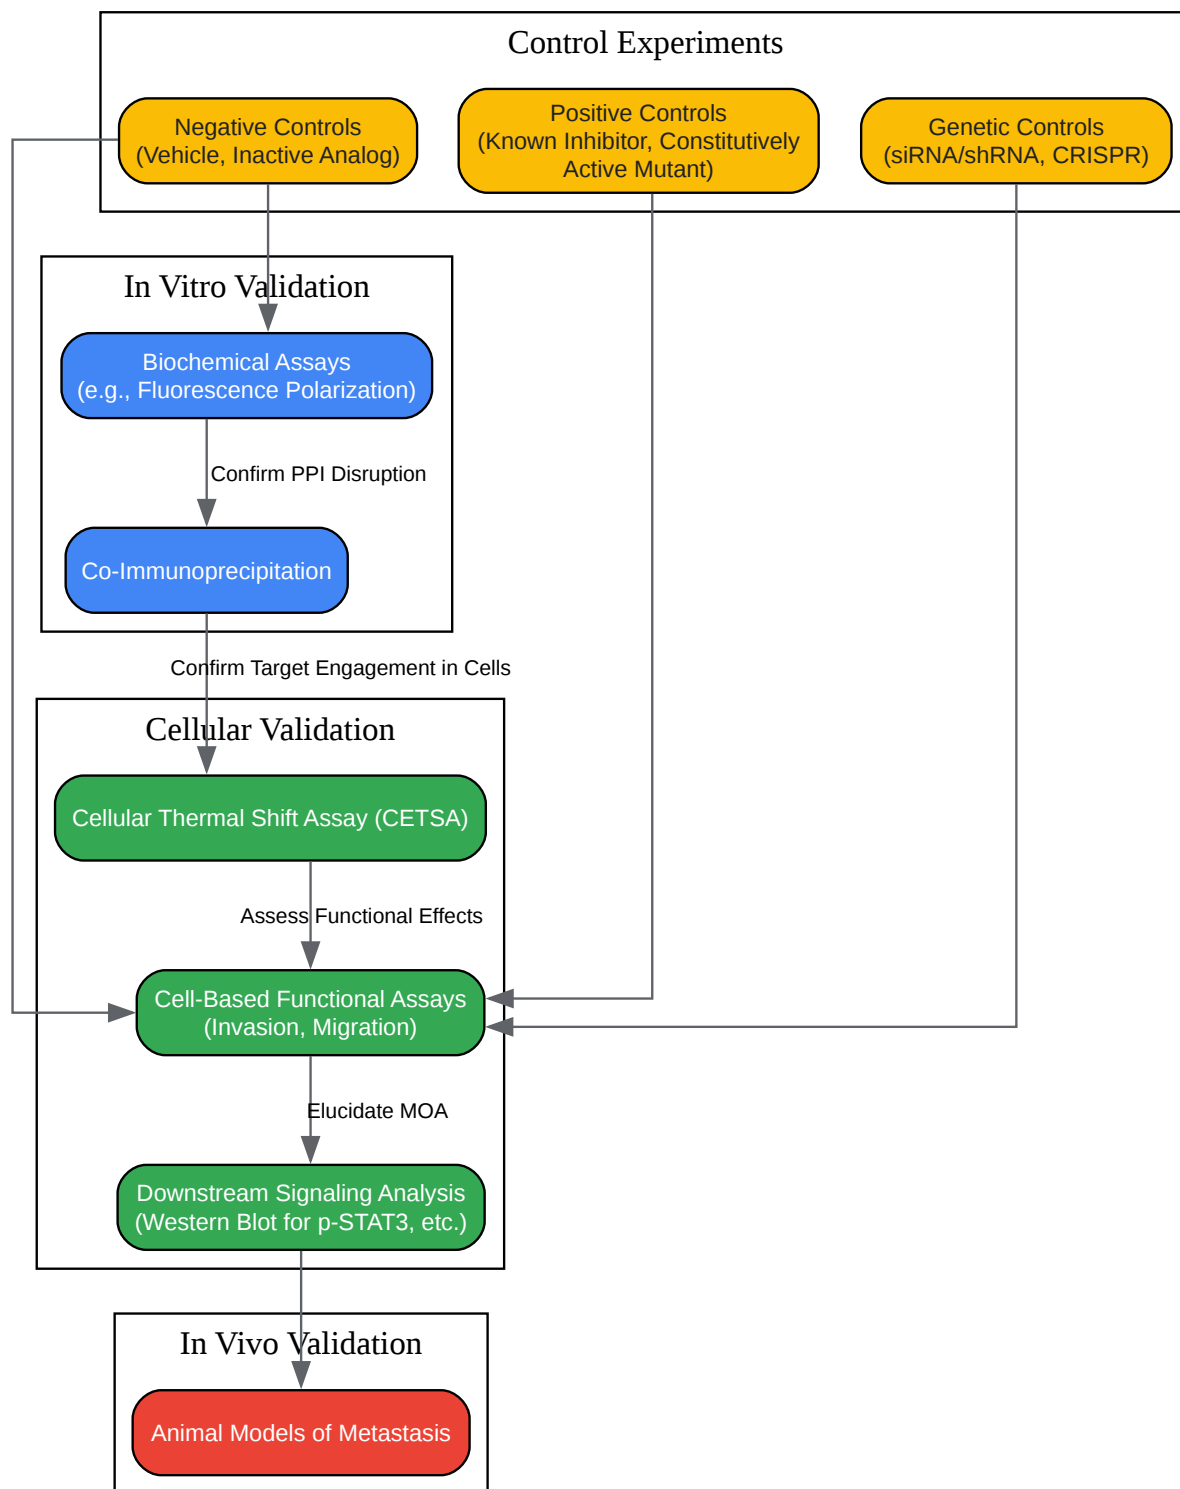 Control Experiments
Negative Controls
(Vehicle, Inactive Analog)
Positive Controls
(Known Inhibitor, Constitutively
Active Mutant)
Genetic Controls
(siRNA/shRNA, CRISPR)
In Vitro Validation
Biochemical Assays
(e.g., Fluorescence Polarization)
Confirm PPI Disruption
Co-Immunoprecipitation
Confirm Target Engagement in Cells
Cellular Validation
Cellular Thermal Shift Assay (CETSA)
Assess Functional Effects
Cell-Based Functional Assays
(Invasion, Migration)
Elucidate MOA
Downstream Signaling Analysis
(Western Blot for p-STAT3, etc.)
In Vivo Validation
Animal Models of Metastasis